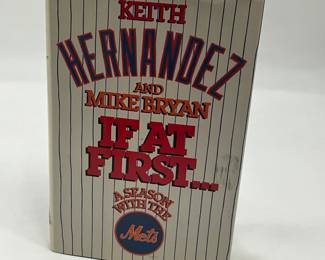 KEITH
HERNANDEZ
AND
MIKE BRYAN
IF AT
FIRST...
A SEASON
WITH THE
Mets